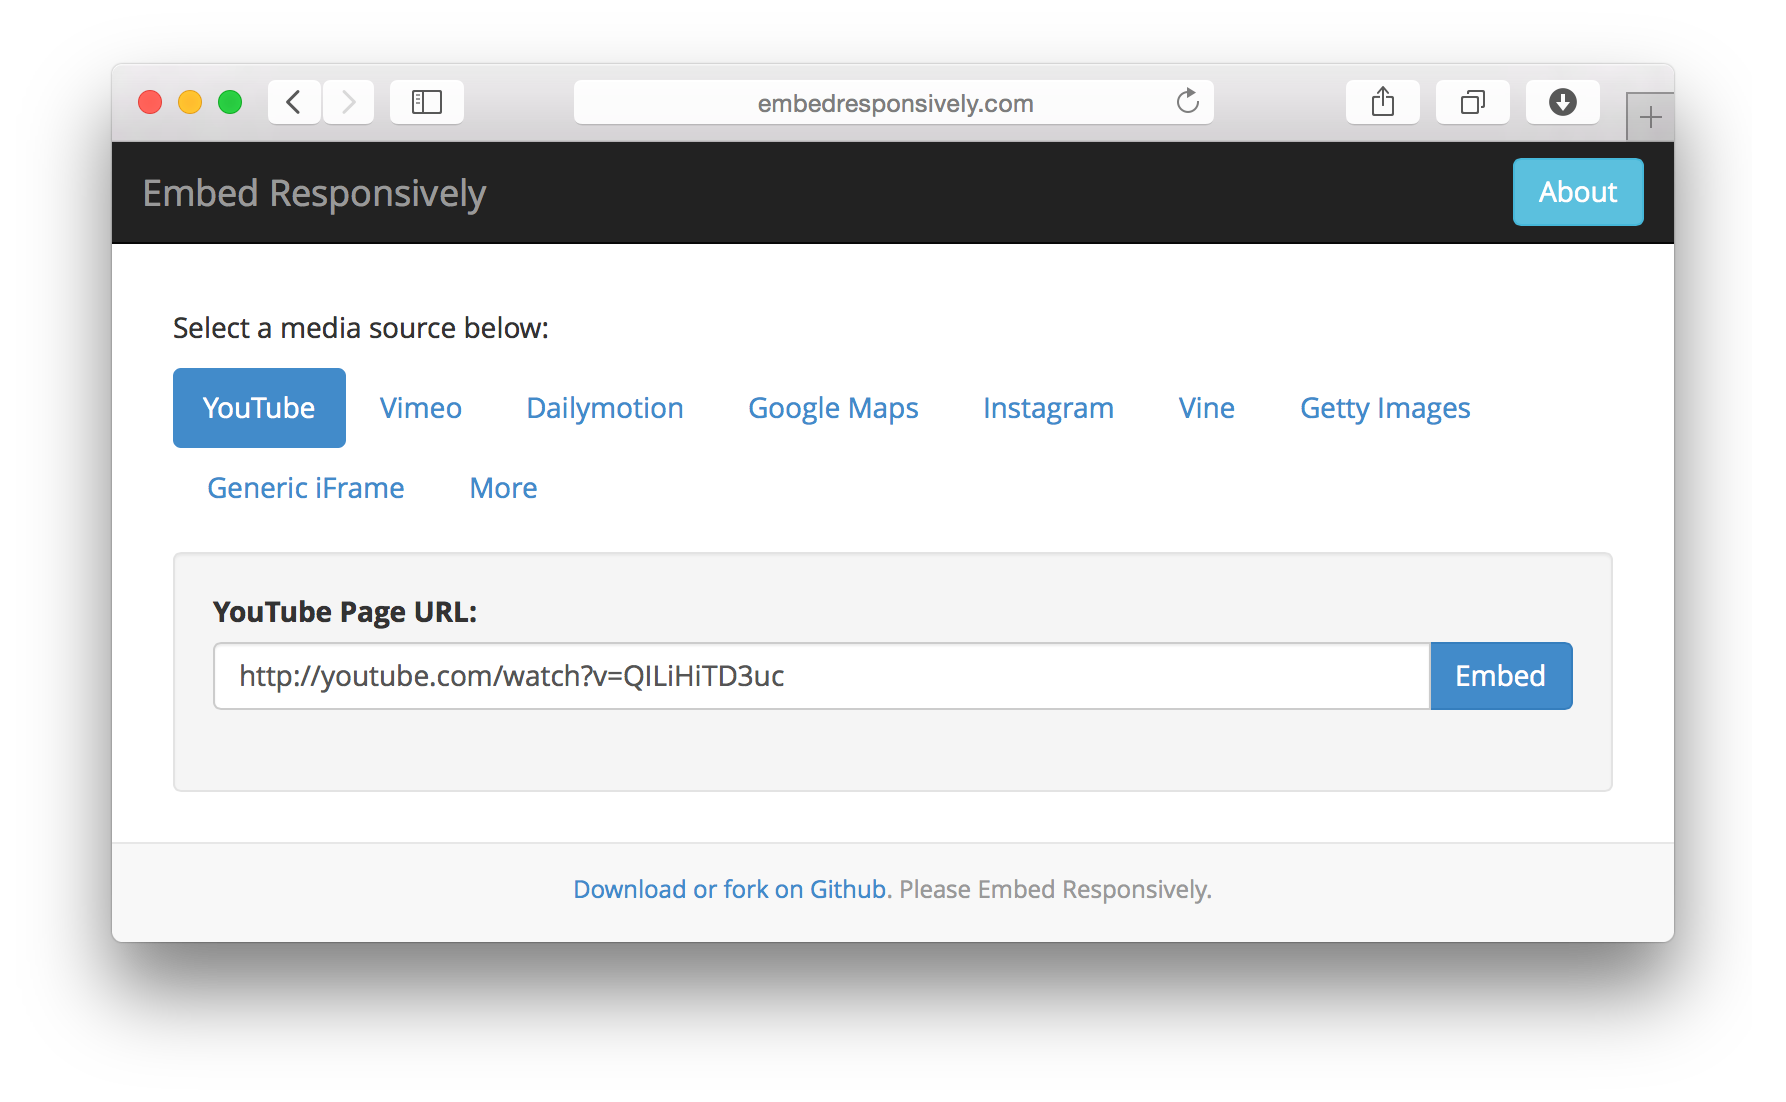 embedresponsively.com
Embed Responsively
About
Select a media source below:
YouTube Vimeo Dailymotion Google Maps Instagram Vine Getty Images
Generic iFrame More
YouTube Page URL:
http://youtube.com/watch?v=QILiHiTD3uc
Embed
Download or fork on Github. Please Embed Responsively.